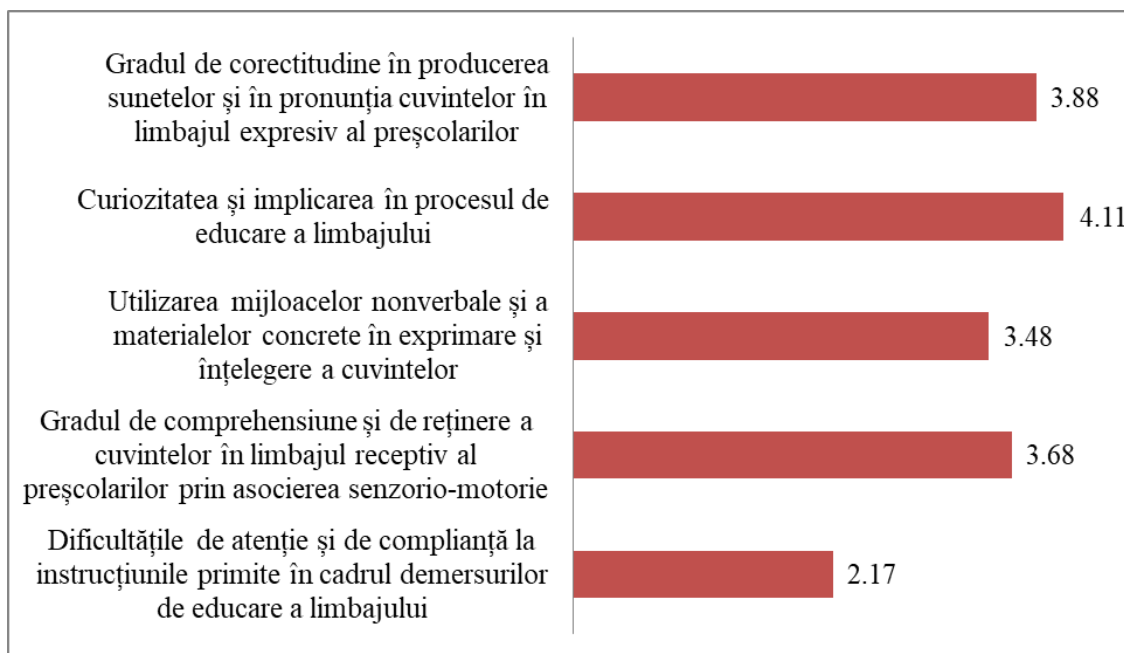 Gradul de corectitudine în producerea
sunetelor și în pronunția cuvintelor în
limbajul expresiv al preșcolarilor
3.88
Curiozitatea și implicarea în procesul de
educare a limbajului
4.11
Utilizarea mijloacelor nonverbale și a
materialelor concrete în exprimare și
înțelegere a cuvintelor
3.48
Gradul de comprehensiune și de reținere a
cuvintelor în limbajul receptiv al
preșcolarilor prin asocierea senzorio-motorie
3.68
Dificultățile de atenție și de complianță la
instrucțiunile primite în cadrul demersurilor
de educare a limbajului
2.17